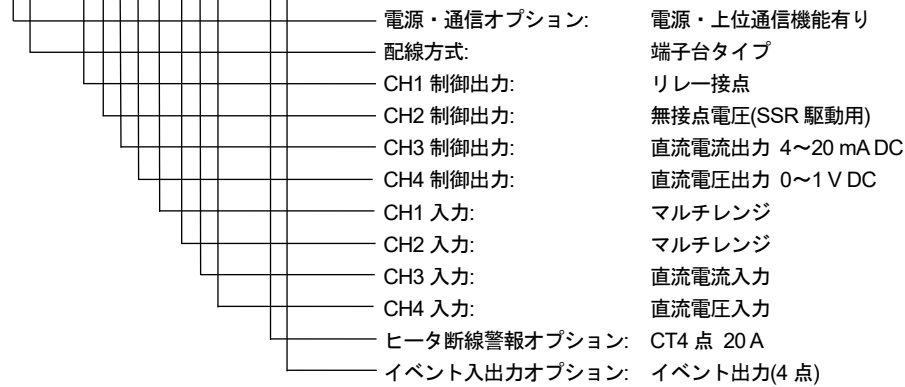 電源・通信オプション: 電源・上位通信機能有り
配線方式: 端子台タイプ
CH1 制御出力: リレー接点
CH2 制御出力: 無接点電圧(SSR 駆動用)
CH3 制御出力: 直流電流出力 4～20 mA DC
CH4 制御出力: 直流電圧出力 0～1 V DC
CH1 入力: マルチレンジ
CH2 入力: マルチレンジ
CH3 入力: 直流電流入力
CH4 入力: 直流電圧入力
ヒータ断線警報オプション: CT4 点 20 A
イベント入出力オプション: イベント出力(4 点)